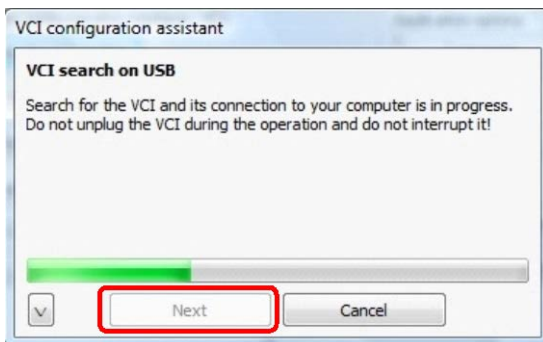 VCI configuration assistant
VCI search on USB
Search for the VCI and its connection to your computer is in progress.
Do not unplug the VCI during the operation and do not interrupt it!
v
Next
Cancel